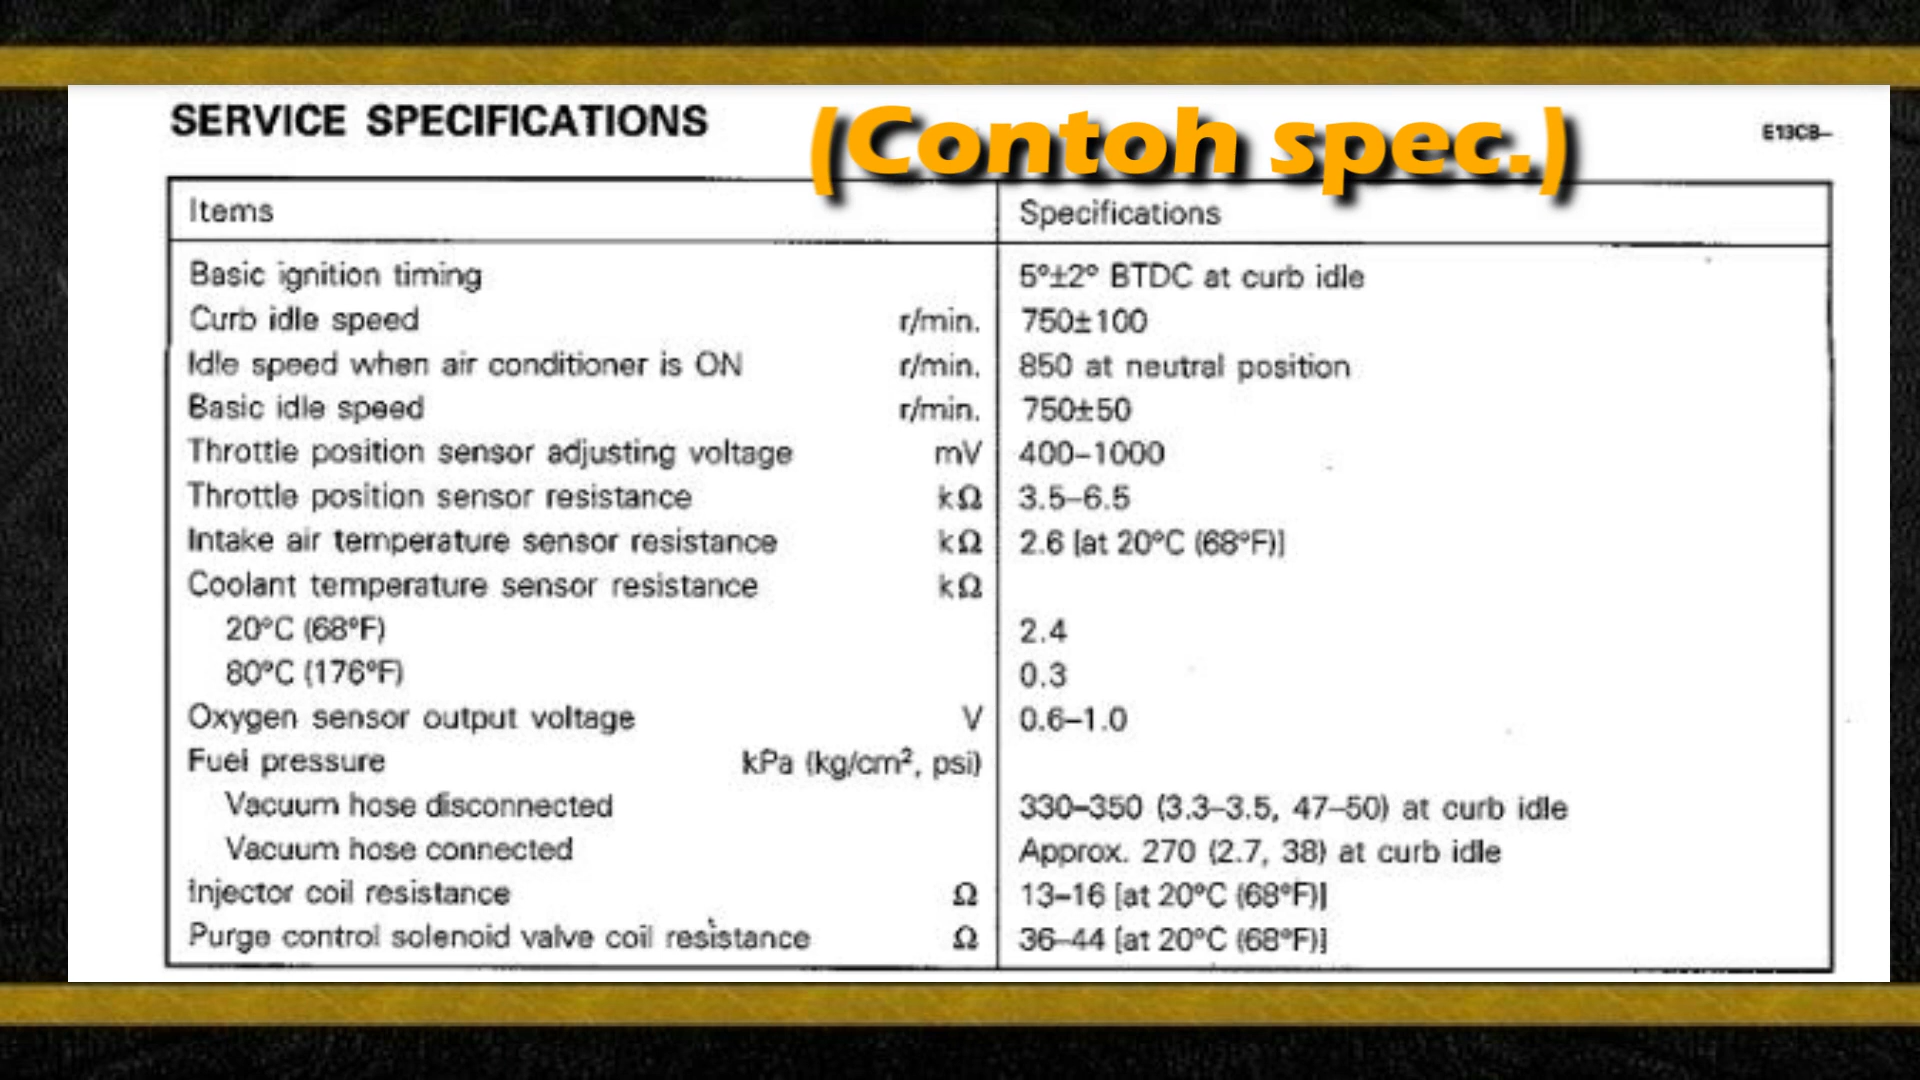 SERVICE SPECIFICATIONS (Contoh spec.) E13CB–
Items Specifications
Basic ignition timing 5°±2° BTDC at curb idle
Curb idle speed r/min. 750±100
Idle speed when air conditioner is ON r/min. 850 at neutral position
Basic idle speed r/min. 750±50
Throttle position sensor adjusting voltage mV 400–1000
Throttle position sensor resistance kΩ 3.5–6.5
Intake air temperature sensor resistance kΩ 2.6 [at 20°C (68°F)]
Coolant temperature sensor resistance kΩ
20°C (68°F) 2.4
80°C (176°F) 0.3
Oxygen sensor output voltage V 0.6–1.0
Fuel pressure kPa (kg/cm², psi)
Vacuum hose disconnected 330–350 (3.3–3.5, 47–50) at curb idle
Vacuum hose connected Approx. 270 (2.7, 38) at curb idle
Injector coil resistance Ω 13–16 [at 20°C (68°F)]
Purge control solenoid valve coil resistance Ω 36–44 [at 20°C (68°F)]